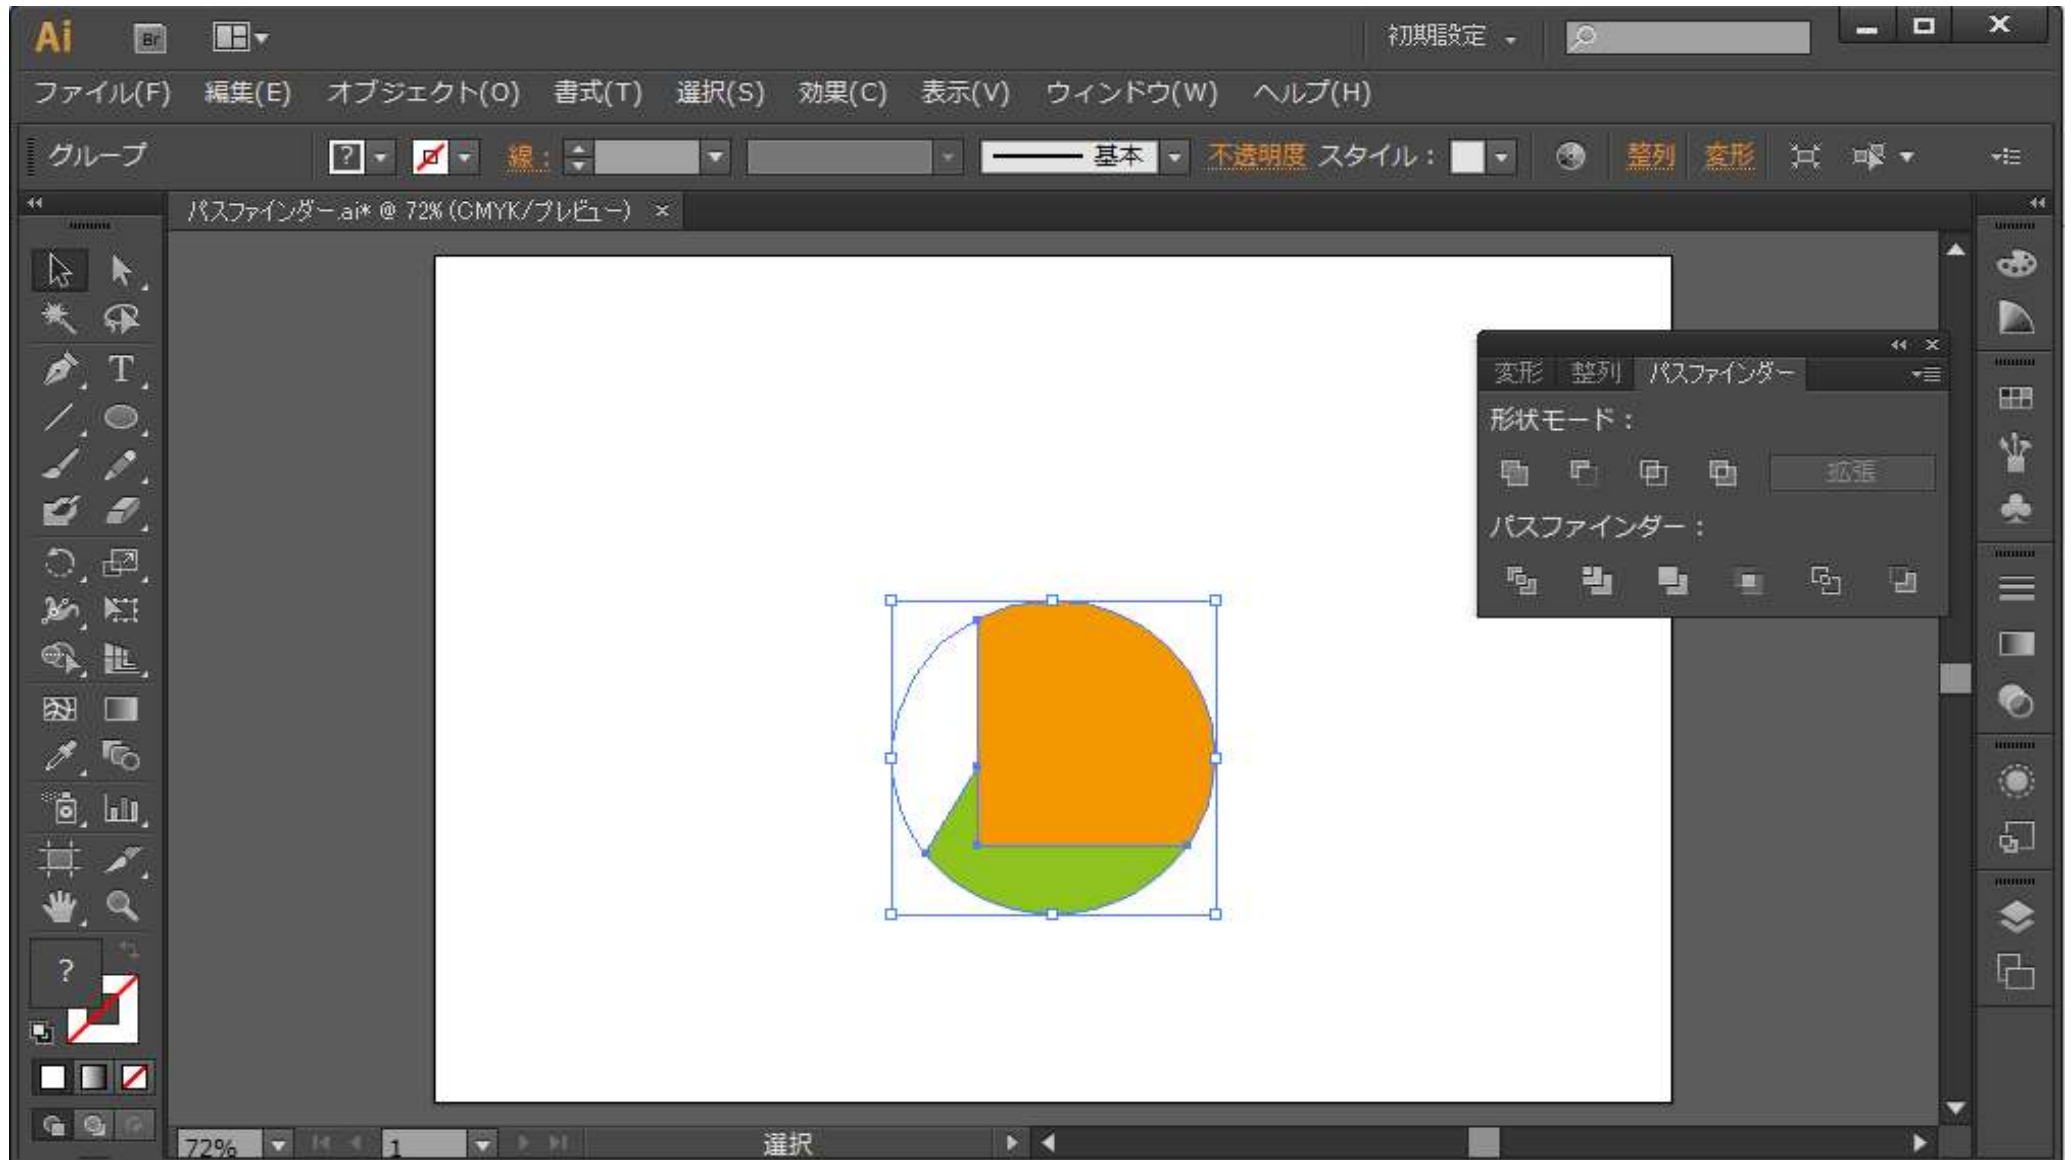 Ai Br 初期設定
ファイル(F) 編集(E) オブジェクト(O) 書式(T) 選択(S) 効果(C) 表示(V) ウィンドウ(W) ヘルプ(H)
グループ ? 線: 基本 不透明度 スタイル: 整列 変形
パスファインダー.ai* @ 72% (CMYK/プレビュー) ×
変形 整列 パスファインダー
形状モード:
拡張
パスファインダー:
?
72% 1 選択